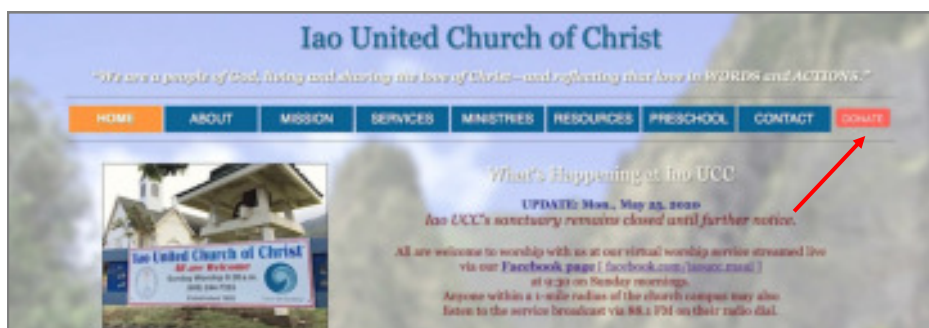 Iao United Church of Christ
"We are a people of God, living and sharing the love of Christ—and reflecting that love in WORDS and ACTIONS."
HOME ABOUT MISSION SERVICES MINISTRIES RESOURCES PRESCHOOL CONTACT DONATE
What's Happening at Iao UCC
UPDATE: Mon., May 25, 2020
Iao UCC's sanctuary remains closed until further notice.
All are welcome to worship with us at our virtual worship service streamed live
via our Facebook page [ facebook.com/iaoucc.maui ]
at 9:30 on Sunday mornings.
Anyone within a 1-mile radius of the church campus may also
listen to the service broadcast via 88.1 FM on their radio dial.
Iao United Church of Christ
All are Welcome
Sunday Worship 9:30 a.m.